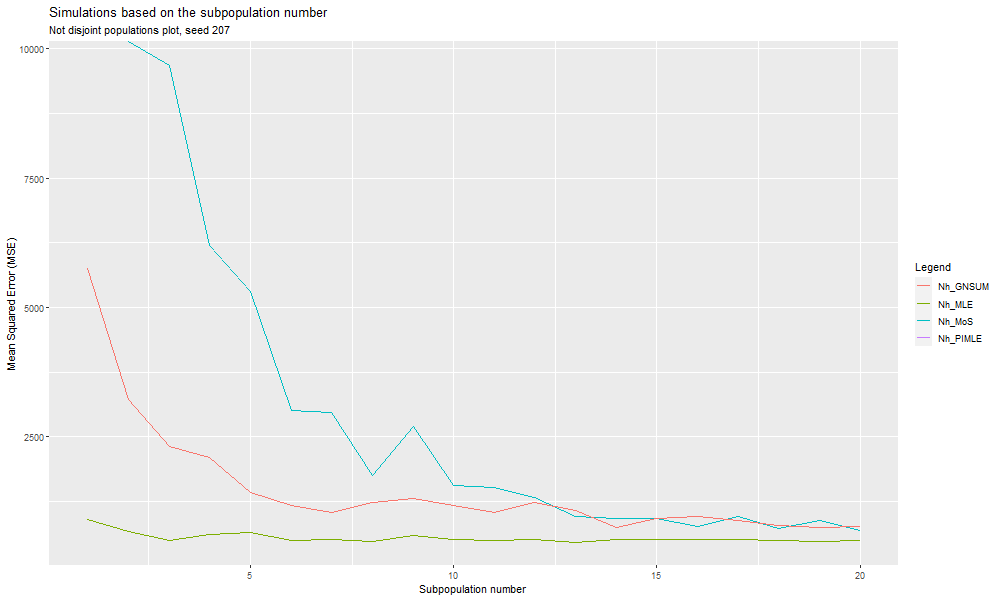 Simulations based on the subpopulation number
Not disjoint populations plot, seed 207
10000
7500
5000
2500
Mean Squared Error (MSE)
5
10
15
20
Subpopulation number
Legend
Nh_GNSUM
Nh_MLE
Nh_MoS
Nh_PIMLE